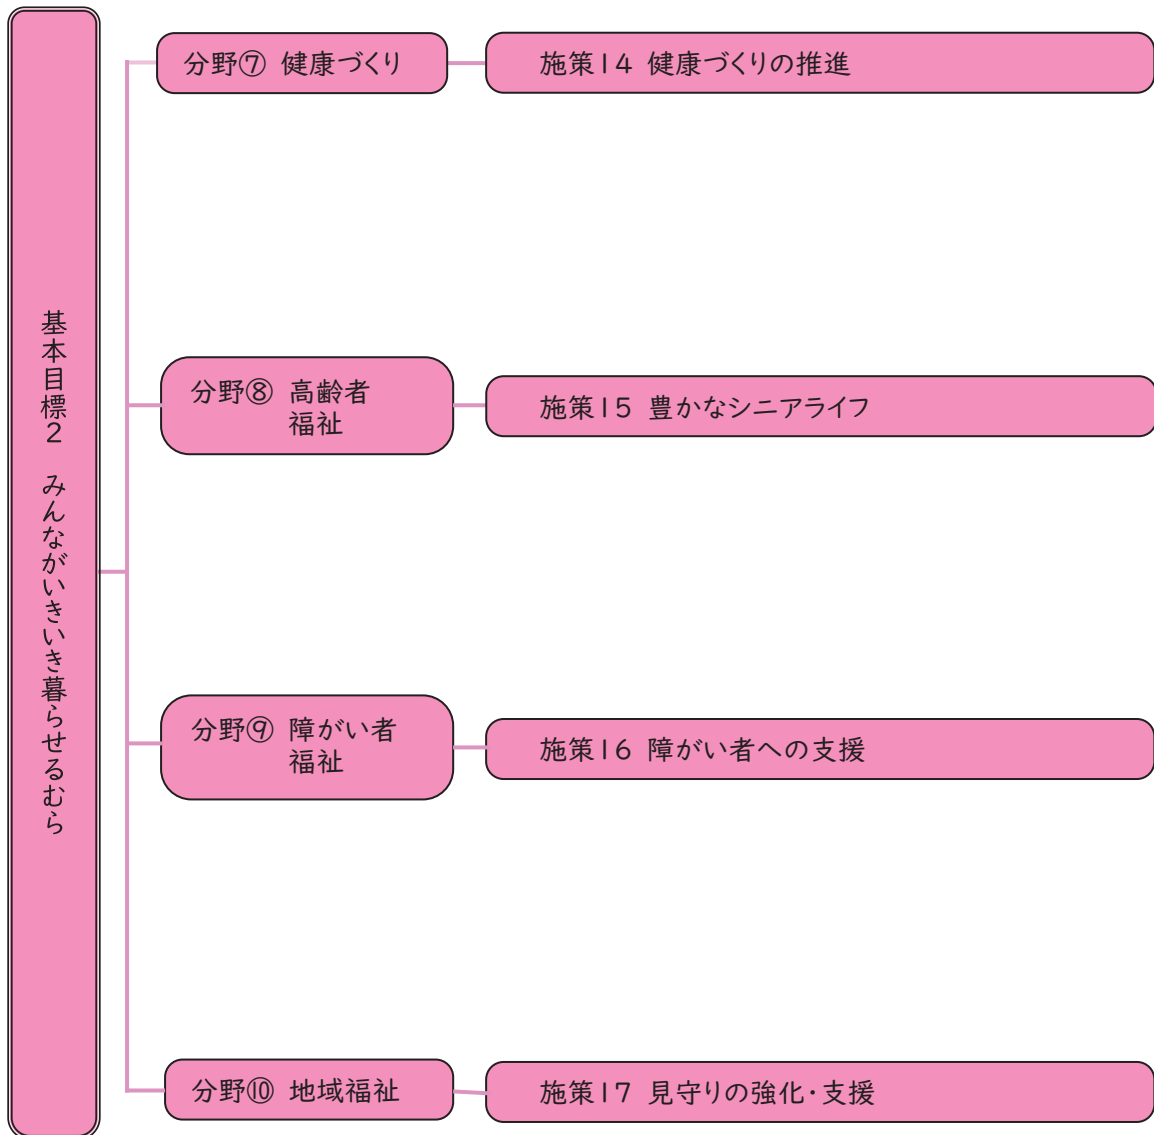 基本目標2　みんながいきいき暮らせるむら
分野⑦ 健康づくり
施策14 健康づくりの推進
分野⑧ 高齢者
福祉
施策15 豊かなシニアライフ
分野⑨ 障がい者
福祉
施策16 障がい者への支援
分野⑩ 地域福祉
施策17 見守りの強化・支援